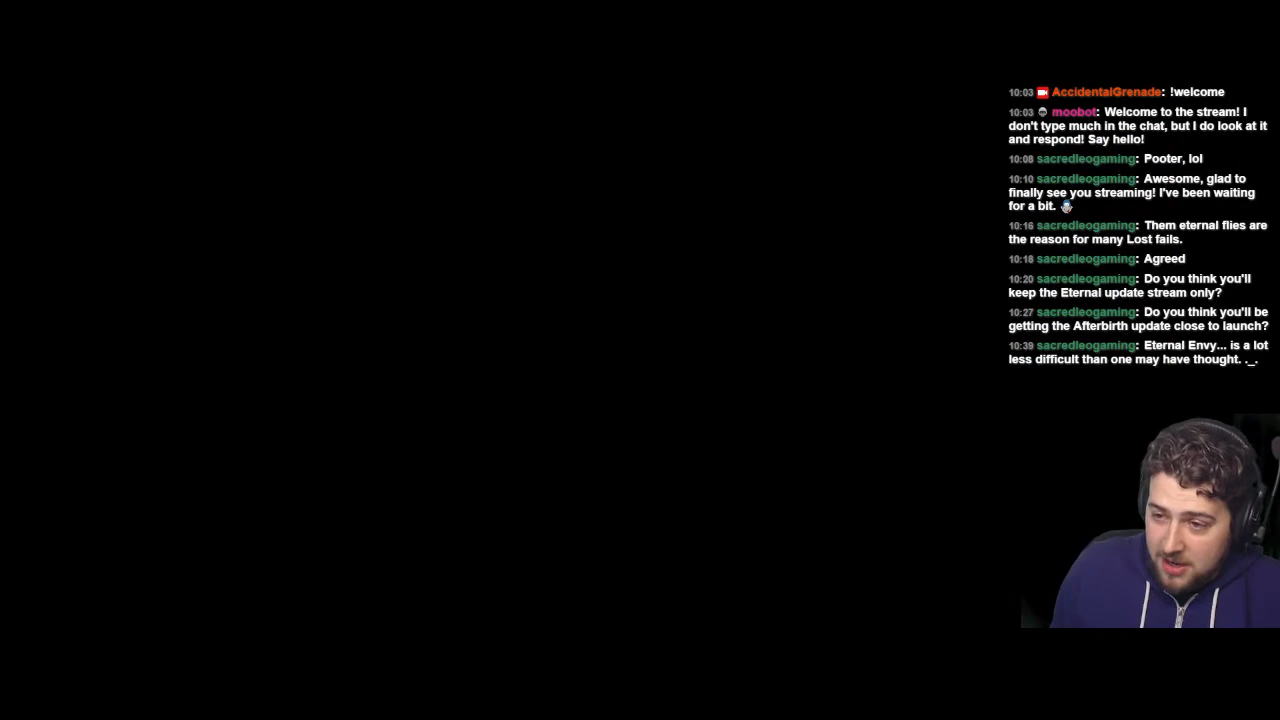 10:03 AccidentalGrenade: !welcome
10:03 moobot: Welcome to the stream! I
don't type much in the chat, but I do look at it
and respond! Say hello!
10:08 sacredleogaming: Pooter, lol
10:10 sacredleogaming: Awesome, glad to
finally see you streaming! I've been waiting
for a bit.
10:16 sacredleogaming: Them eternal flies are
the reason for many Lost fails.
10:18 sacredleogaming: Agreed
10:20 sacredleogaming: Do you think you'll
keep the Eternal update stream only?
10:27 sacredleogaming: Do you think you'll be
getting the Afterbirth update close to launch?
10:39 sacredleogaming: Eternal Envy... is a lot
less difficult than one may have thought. ._.